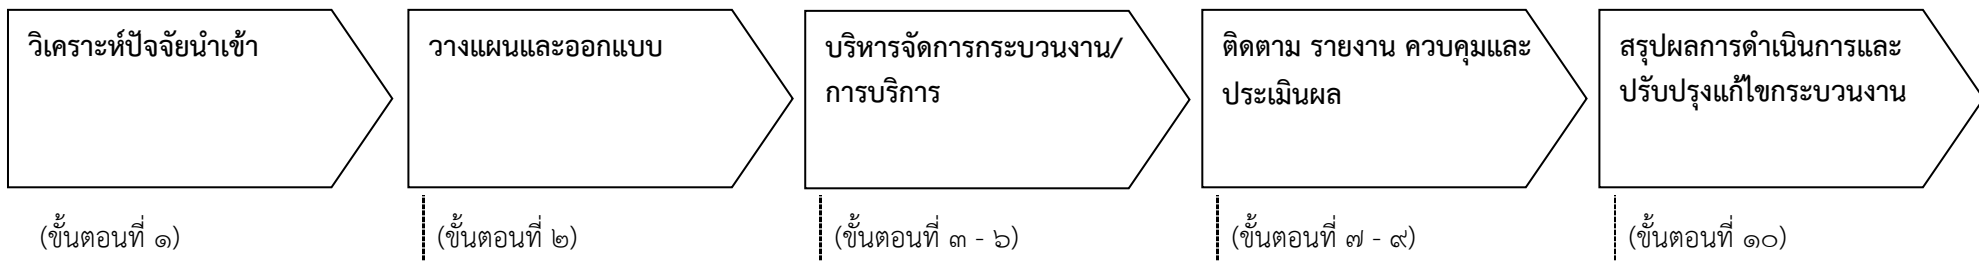 วิเคราะห์ปัจจัยนำเข้า
วางแผนและออกแบบ
บริหารจัดการกระบวนงาน/
การบริการ
ติดตาม รายงาน ควบคุมและ
ประเมินผล
สรุปผลการดำเนินการและ
ปรับปรุงแก้ไขกระบวนงาน
(ขั้นตอนที่ ๑)
(ขั้นตอนที่ ๒)
(ขั้นตอนที่ ๓ - ๖)
(ขั้นตอนที่ ๗ - ๙)
(ขั้นตอนที่ ๑๐)